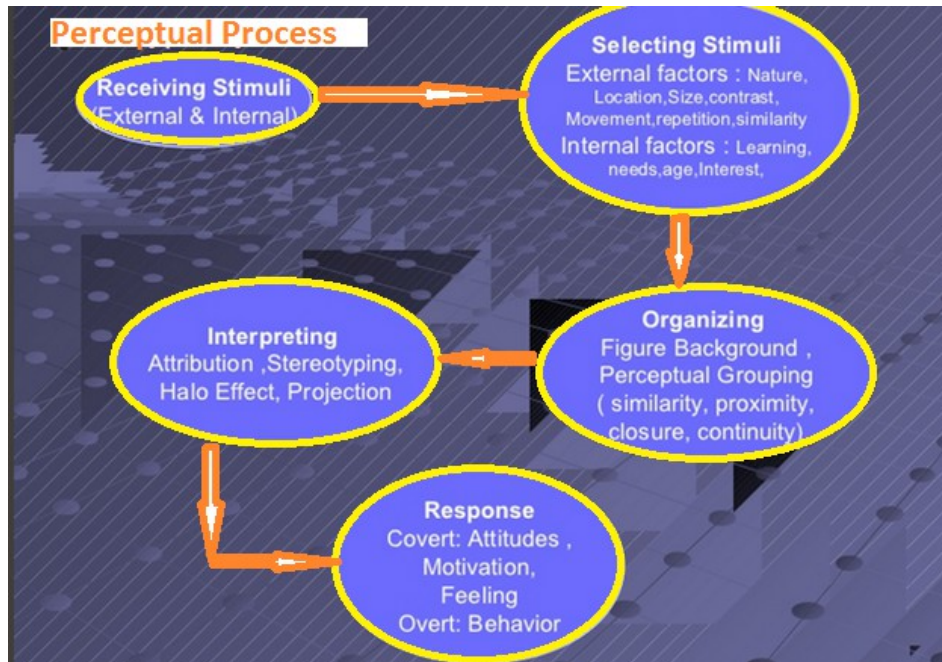 Perceptual Process
Receiving Stimuli
(External & Internal)
Selecting Stimuli
External factors : Nature,
Location,Size,contrast,
Movement,repetition,similarity
Internal factors : Learning,
needs,age,Interest,
Organizing
Figure Background ,
Perceptual Grouping
( similarity, proximity,
closure, continuity)
Interpreting
Attribution ,Stereotyping,
Halo Effect, Projection
Response
Covert: Attitudes ,
Motivation,
Feeling
Overt: Behavior